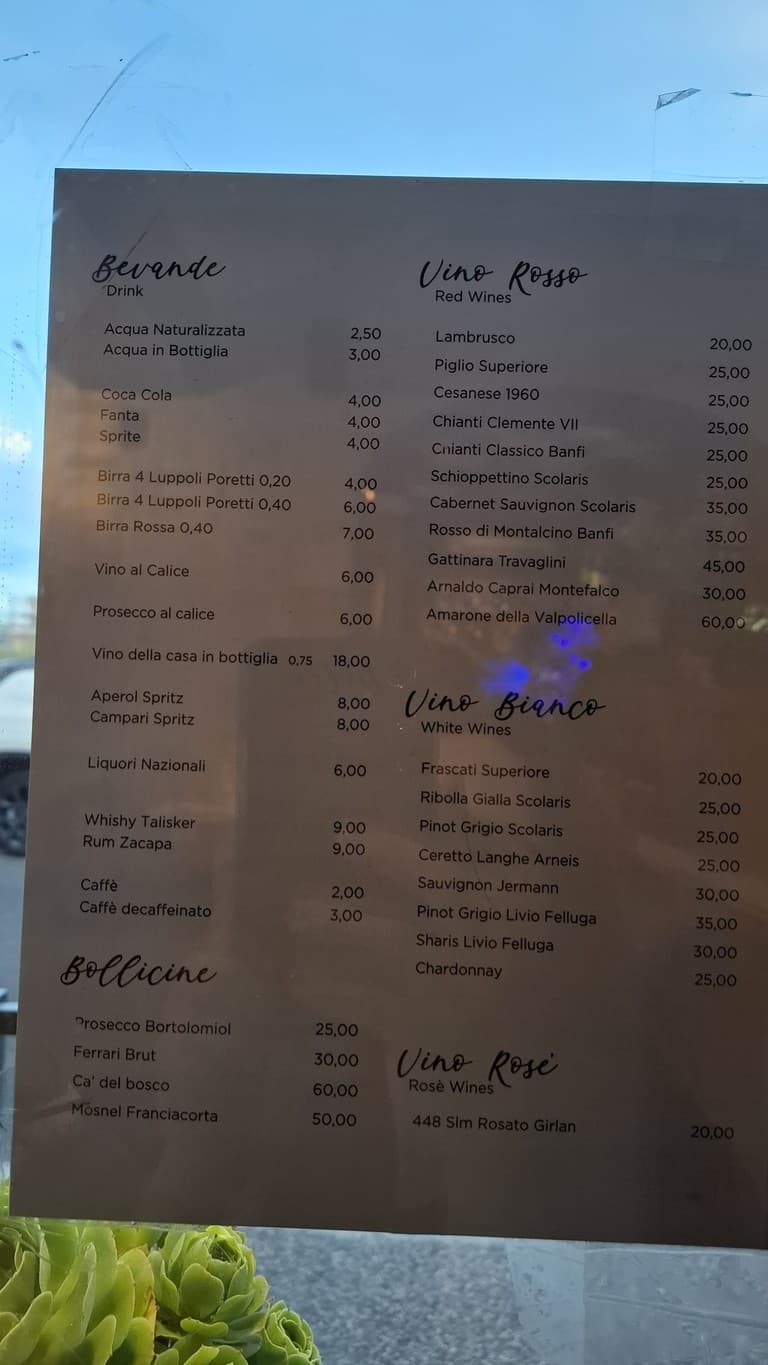 Bevande
Drink
Acqua Naturalizzata 2,50
Acqua in Bottiglia 3,00
Coca Cola 4,00
Fanta 4,00
Sprite 4,00
Birra 4 Luppoli Poretti 0,20 4,00
Birra 4 Luppoli Poretti 0,40 6,00
Birra Rossa 0,40 7,00
Vino al Calice 6,00
Prosecco al calice 6,00
Vino della casa in bottiglia 0,75 18,00
Aperol Spritz 8,00
Campari Spritz 8,00
Liquori Nazionali 6,00
Whishy Talisker 9,00
Rum Zacapa 9,00
Caffè 2,00
Caffè decaffeinato 3,00
Bollicine
Prosecco Bortolomiol 25,00
Ferrari Brut 30,00
Ca' del bosco 60,00
Mosnel Franciacorta 50,00
Vino Rosso
Red Wines
Lambrusco 20,00
Piglio Superiore 25,00
Cesanese 1960 25,00
Chianti Clemente VII 25,00
Chianti Classico Banfi 25,00
Schioppettino Scolaris 25,00
Cabernet Sauvignon Scolaris 35,00
Rosso di Montalcino Banfi 35,00
Gattinara Travaglini 45,00
Arnaldo Caprai Montefalco 30,00
Amarone della Valpolicella 60,00
Vino Bianco
White Wines
Frascati Superiore 20,00
Ribolla Gialla Scolaris 25,00
Pinot Grigio Scolaris 25,00
Ceretto Langhe Arneis 25,00
Sauvignon Jermann 30,00
Pinot Grigio Livio Felluga 35,00
Sharis Livio Felluga 30,00
Chardonnay 25,00
Vino Rosé
Rosè Wines
448 Slm Rosato Girlan 20,00